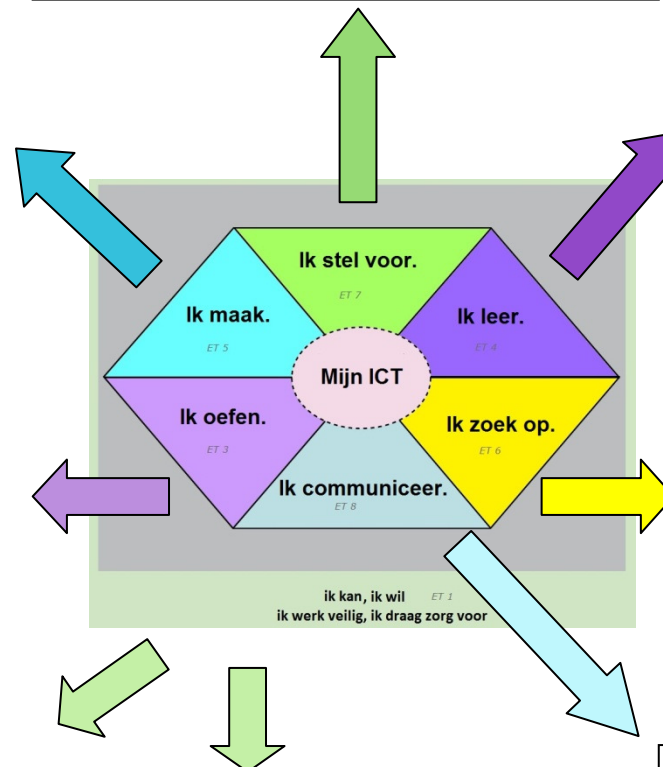 Ik stel voor.
ET 7
Ik maak.
ET 5
Ik leer.
ET 4
Mijn ICT
Ik oefen.
ET 3
Ik zoek op.
ET 6
Ik communiceer.
ET 8
ik kan, ik wil ET 1
ik werk veilig, ik draag zorg voor